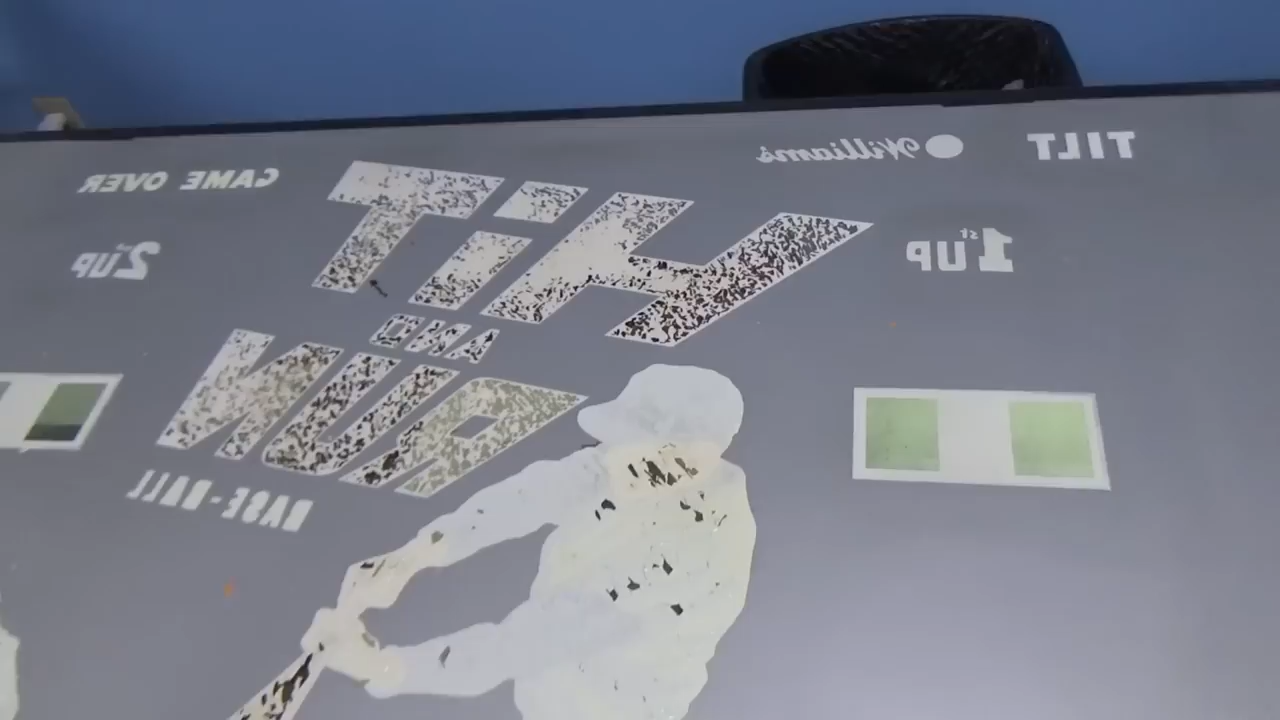 TILT
Williams
GAME OVER
1st UP
2nd UP
HiT
AND
RUN
BASE-BALL